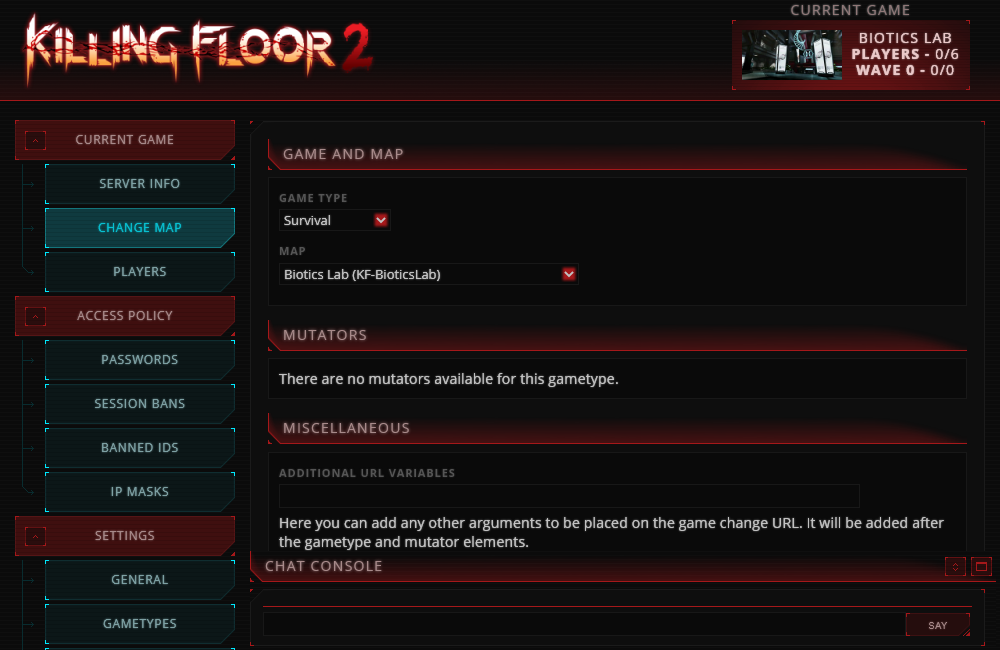 KILLING FLOOR 2
CURRENT GAME
BIOTICS LAB
PLAYERS - 0/6
WAVE 0 - 0/0
CURRENT GAME
SERVER INFO
CHANGE MAP
PLAYERS
ACCESS POLICY
PASSWORDS
SESSION BANS
BANNED IDS
IP MASKS
SETTINGS
GENERAL
GAMETYPES
GAME AND MAP
GAME TYPE
Survival
MAP
Biotics Lab (KF-BioticsLab)
MUTATORS
There are no mutators available for this gametype.
MISCELLANEOUS
ADDITIONAL URL VARIABLES
Here you can add any other arguments to be placed on the game change URL. It will be added after
the gametype and mutator elements.
CHAT CONSOLE
SAY